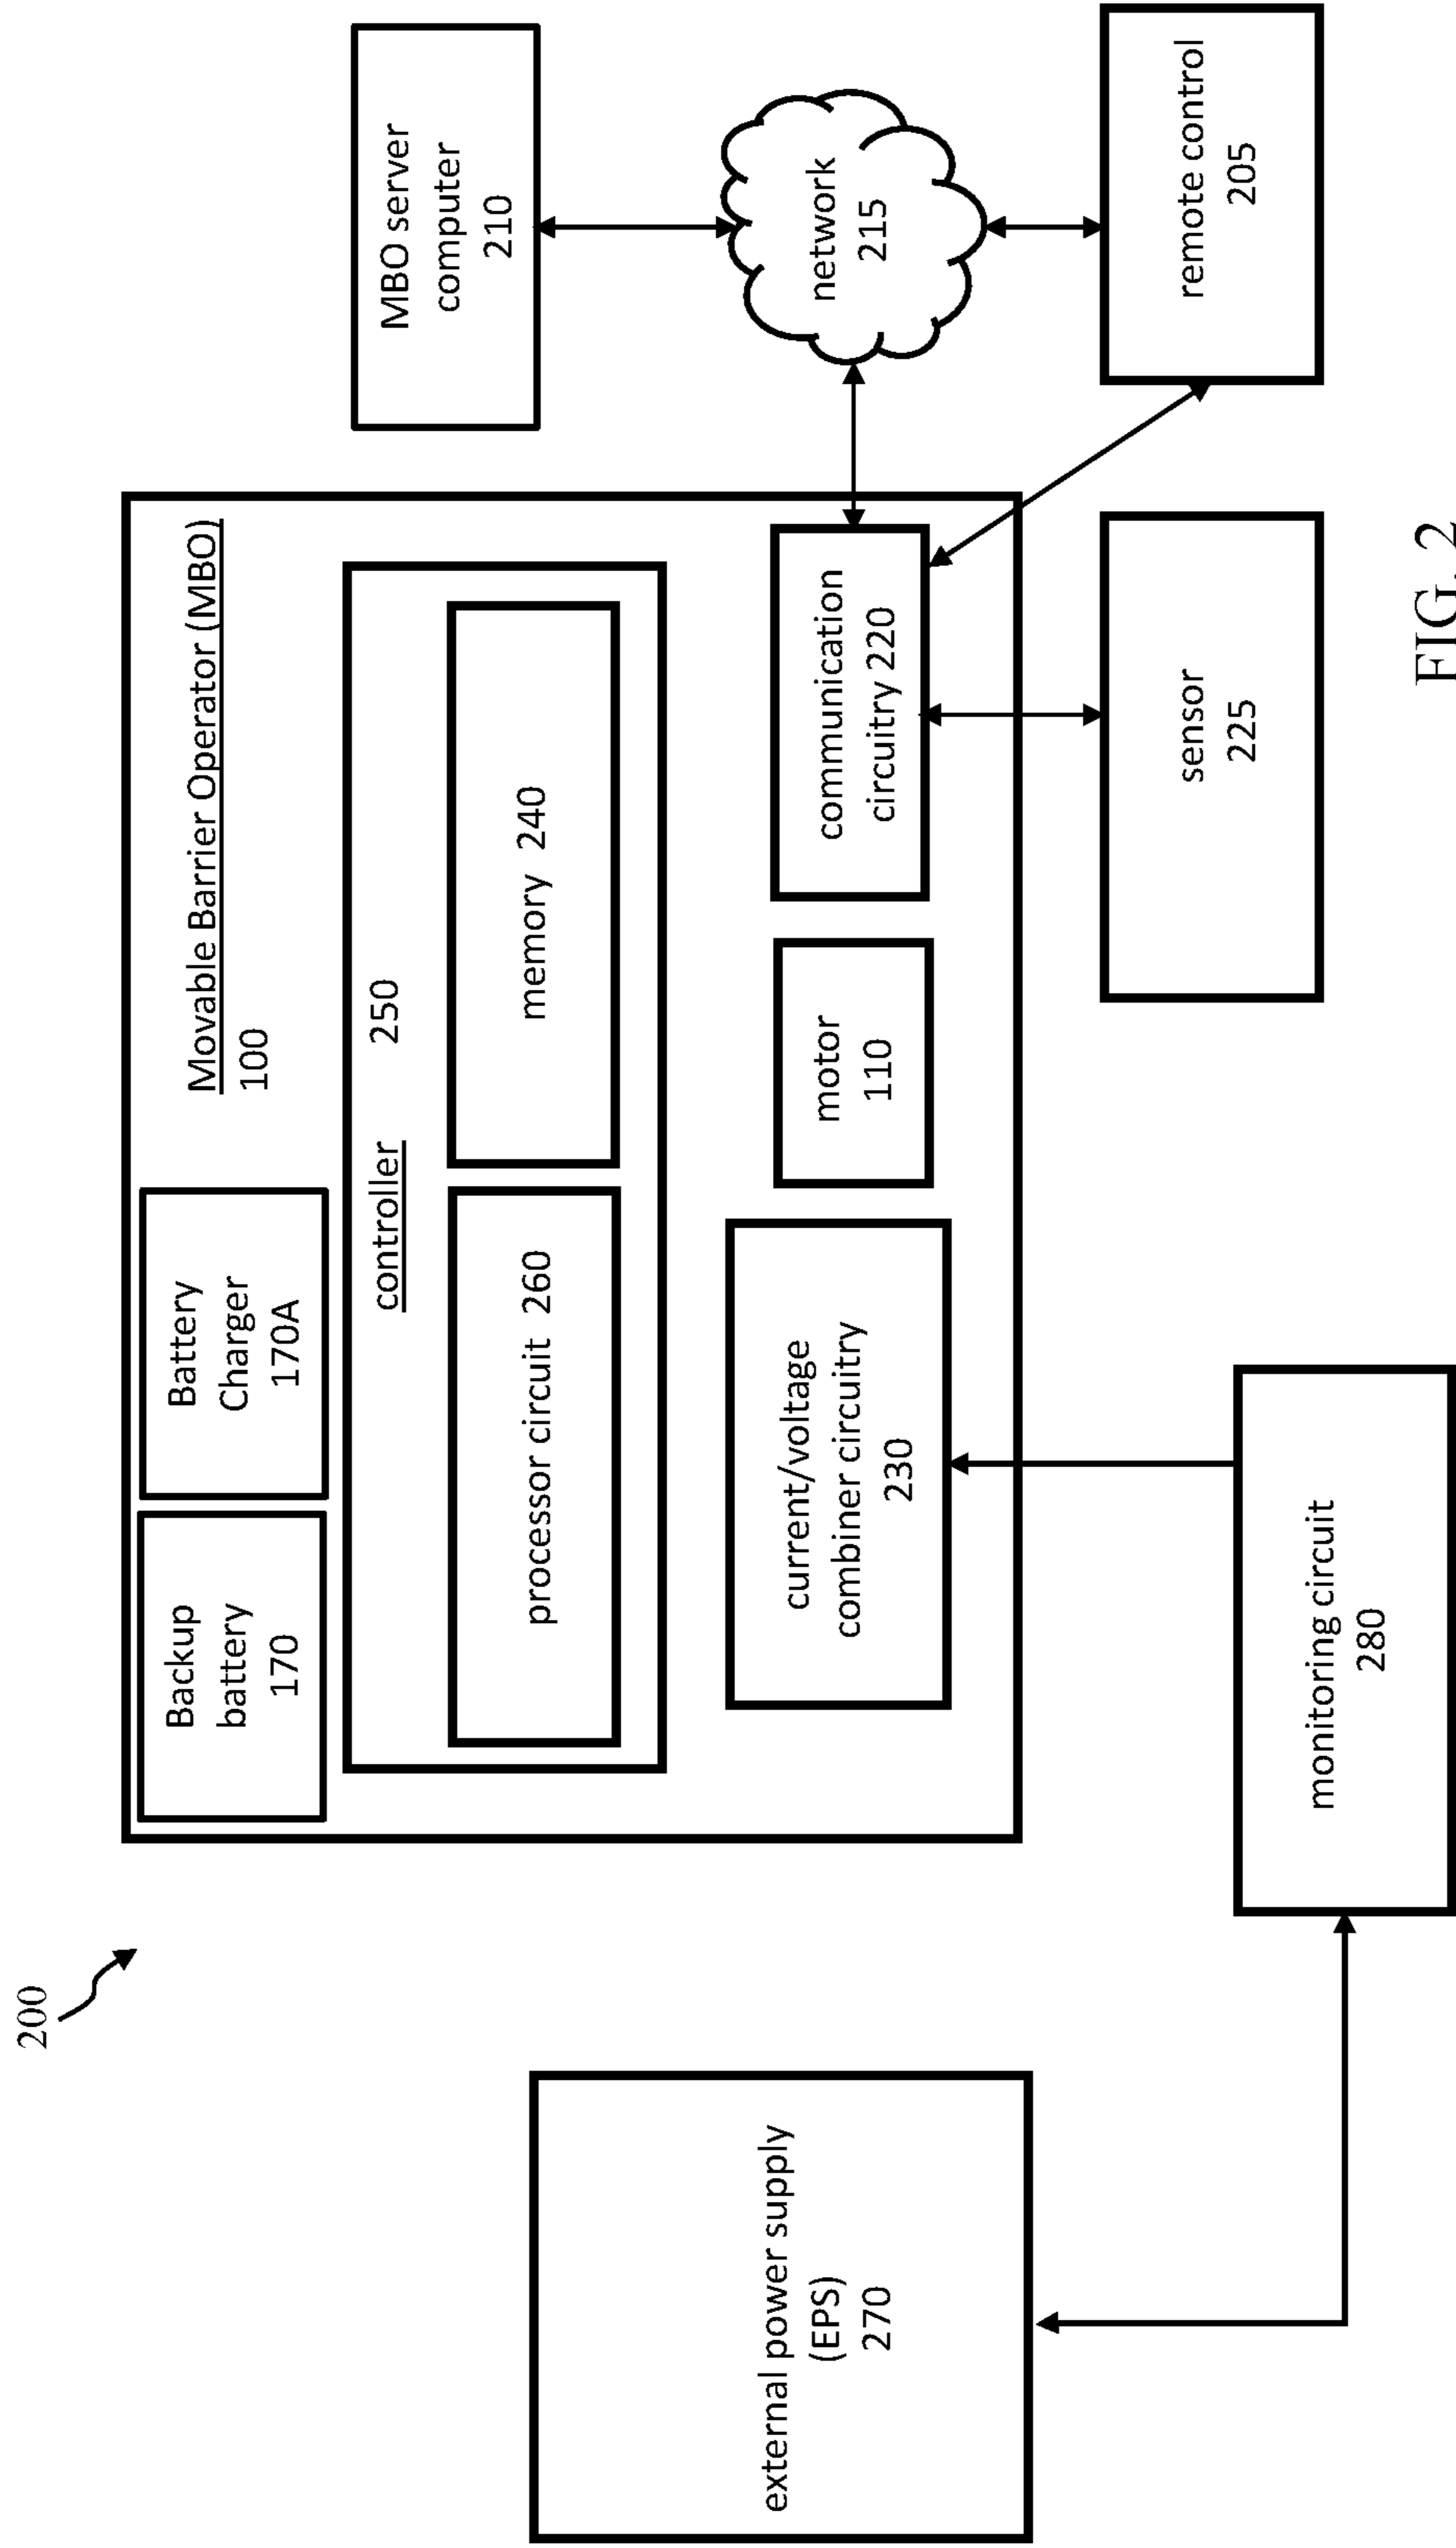 200
Movable Barrier Operator (MBO)
100
Backup
battery
170
Battery
Charger
170A
controller 250
processor circuit 260
memory 240
current/voltage
combiner circuitry
230
motor
110
communication
circuitry 220
MBO server
computer
210
network
215
remote control
205
sensor
225
external power supply
(EPS)
270
monitoring circuit
280
FIG. 2